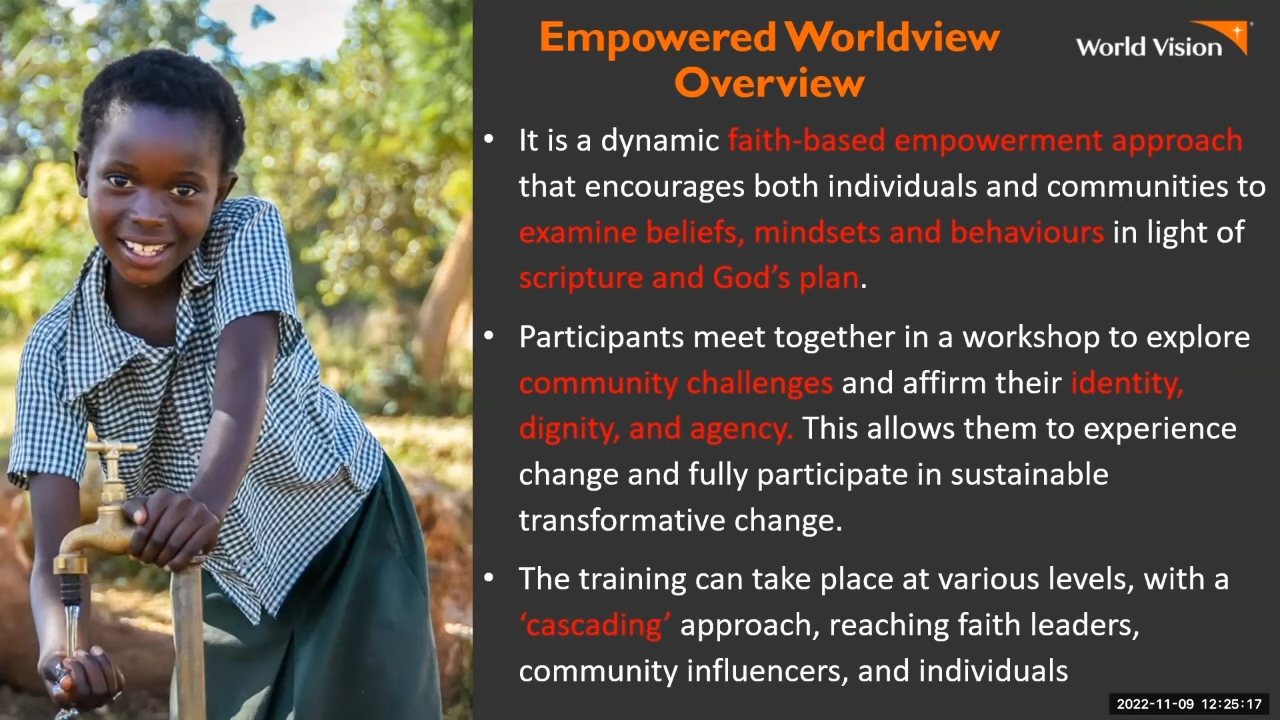 Empowered Worldview
Overview
World Vision
• It is a dynamic faith-based empowerment approach
that encourages both individuals and communities to
examine beliefs, mindsets and behaviours in light of
scripture and God’s plan.
• Participants meet together in a workshop to explore
community challenges and affirm their identity,
dignity, and agency. This allows them to experience
change and fully participate in sustainable
transformative change.
• The training can take place at various levels, with a
‘cascading’ approach, reaching faith leaders,
community influencers, and individuals
2022-11-09 12:25:17